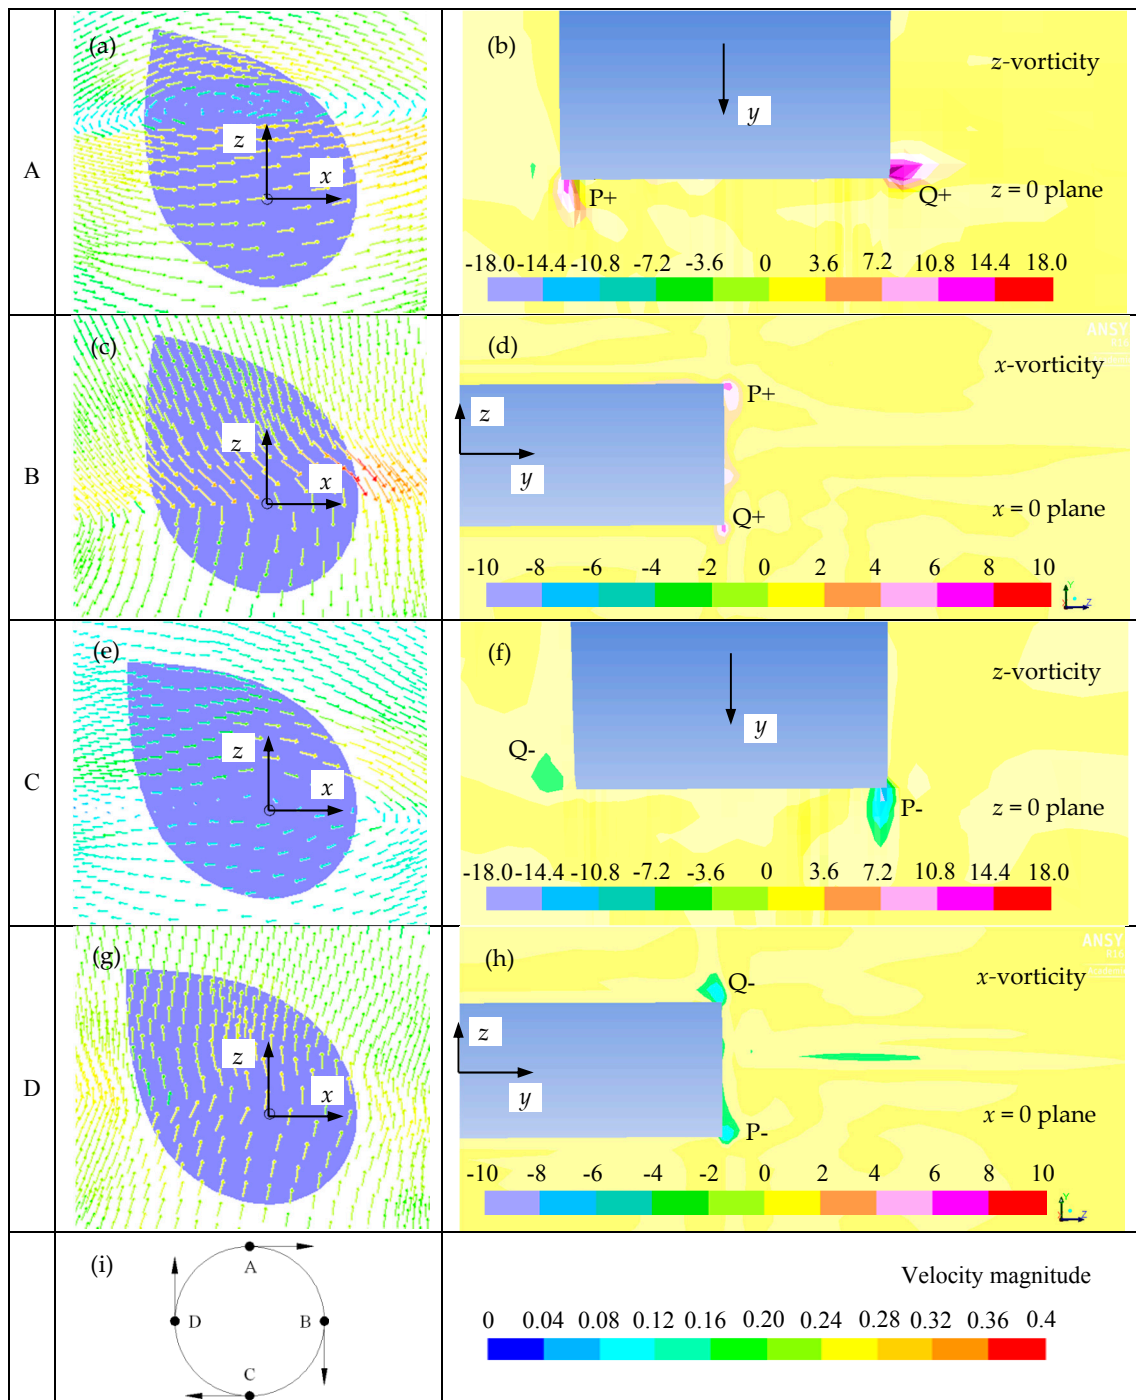 A
(a)
z
x
(b)
z-vorticity
y
P+
Q+
z = 0 plane
-18.0 -14.4 -10.8 -7.2 -3.6 0 3.6 7.2 10.8 14.4 18.0
B
(c)
z
x
(d)
ANSY
x-vorticity
P+
z
y
Q+
x = 0 plane
-10 -8 -6 -4 -2 0 2 4 6 8 10
Y
Z
C
(e)
z
x
(f)
z-vorticity
y
Q-
P-
z = 0 plane
-18.0 -14.4 -10.8 -7.2 -3.6 0 3.6 7.2 10.8 14.4 18.0
D
(g)
z
x
(h)
ANSY
x-vorticity
Q-
z
y
P-
x = 0 plane
-10 -8 -6 -4 -2 0 2 4 6 8 10
Y
Z
(i)
A
D B
C
Velocity magnitude
0 0.04 0.08 0.12 0.16 0.20 0.24 0.28 0.32 0.36 0.4